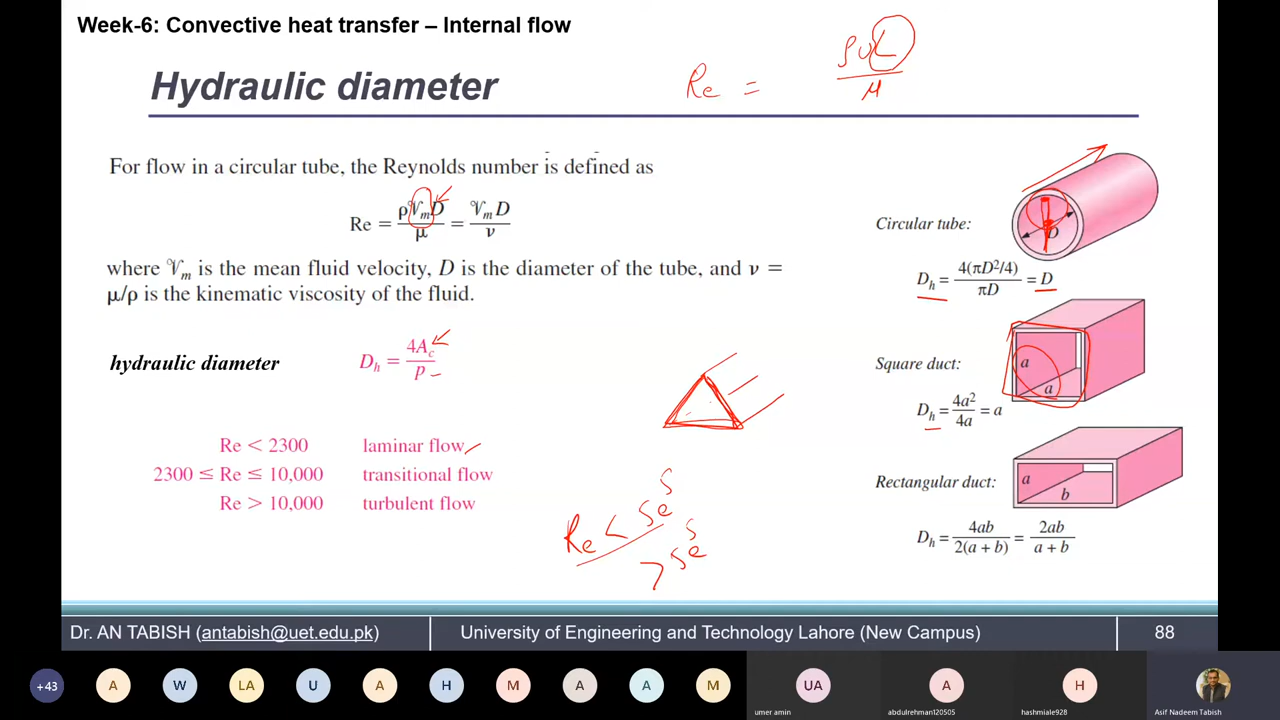 Week-6: Convective heat transfer – Internal flow
Hydraulic diameter
Re = ρVL/μ
For flow in a circular tube, the Reynolds number is defined as
Re = ρ𝒱ₘD/μ = 𝒱ₘD/ν
where 𝒱ₘ is the mean fluid velocity, D is the diameter of the tube, and ν =
μ/ρ is the kinematic viscosity of the fluid.
hydraulic diameter Dₕ = 4A꜀/p
Re < 2300 laminar flow
2300 ≤ Re ≤ 10,000 transitional flow
Re > 10,000 turbulent flow
Re < 5e⁵
> 5e⁵
Circular tube:
D
Dₕ = 4(πD²/4)/πD = D
Square duct:
a
a
Dₕ = 4a²/4a = a
Rectangular duct:
a
b
Dₕ = 4ab/2(a + b) = 2ab/a + b
Dr. AN TABISH (antabish@uet.edu.pk) University of Engineering and Technology Lahore (New Campus) 88
+43 A W LA U A H M A A M UA A H
umer amin abdulrehman120505 hashmiale928 Asif Nadeem Tabish